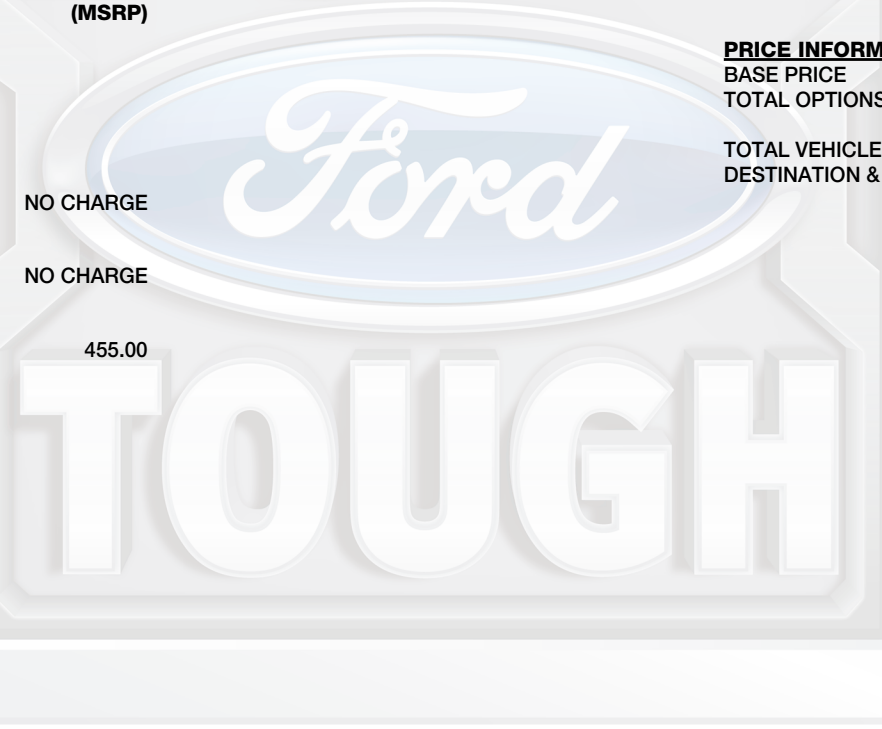 (MSRP)
PRICE INFORM
BASE PRICE
TOTAL OPTIONS
TOTAL VEHICLE
DESTINATION &
NO CHARGE
NO CHARGE
455.00
Ford
TOUGH